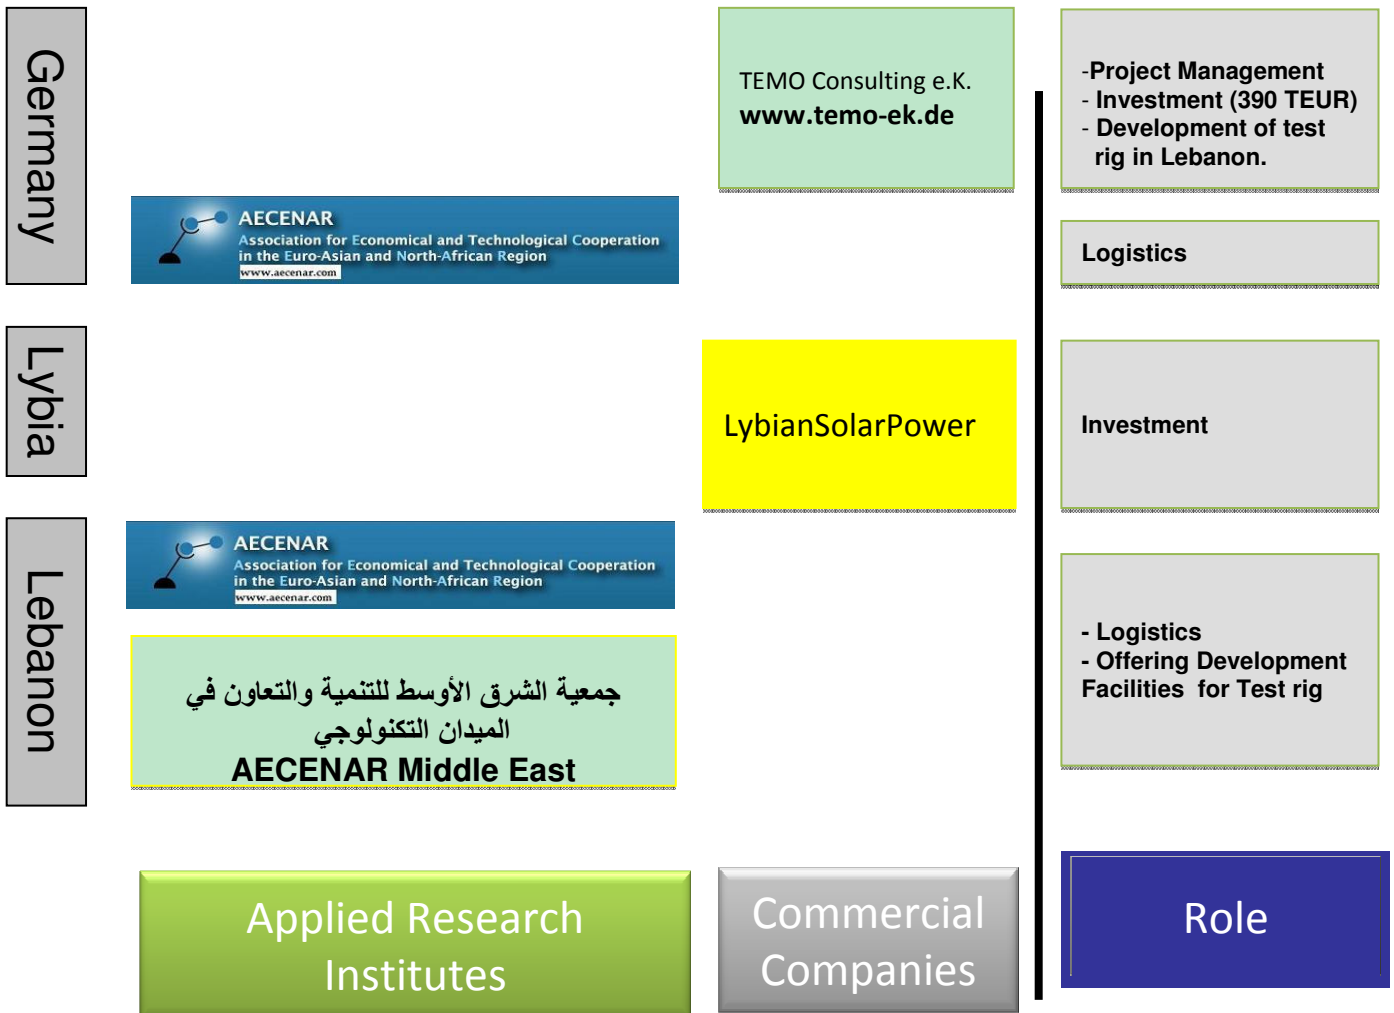 Germany
TEMO Consulting e.K.
www.temo-ek.de
-Project Management
- Investment (390 TEUR)
- Development of test
rig in Lebanon.
AECENAR
Association for Economical and Technological Cooperation
in the Euro-Asian and North-African Region
www.aecenar.com
Logistics
Lybia
LybianSolarPower
Investment
Lebanon
AECENAR
Association for Economical and Technological Cooperation
in the Euro-Asian and North-African Region
www.aecenar.com
جمعية الشرق الأوسط للتنمية والتعاون في
الميدان التكنولوجي
AECENAR Middle East
- Logistics
- Offering Development
Facilities for Test rig
Applied Research
Institutes
Commercial
Companies
Role